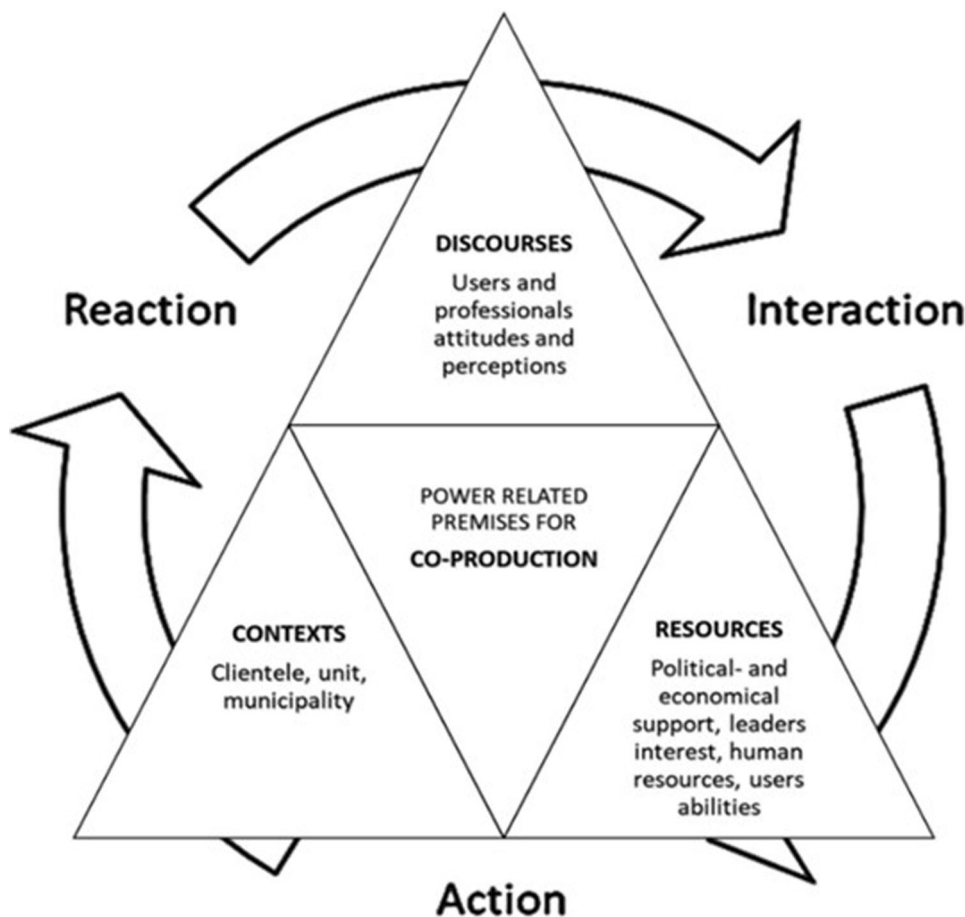 DISCOURSES
Users and
professionals
attitudes and
perceptions
Reaction
Interaction
POWER RELATED
PREMISES FOR
CO-PRODUCTION
CONTEXTS
Clientele, unit,
municipality
RESOURCES
Political- and
economical
support, leaders
interest, human
resources, users
abilities
Action